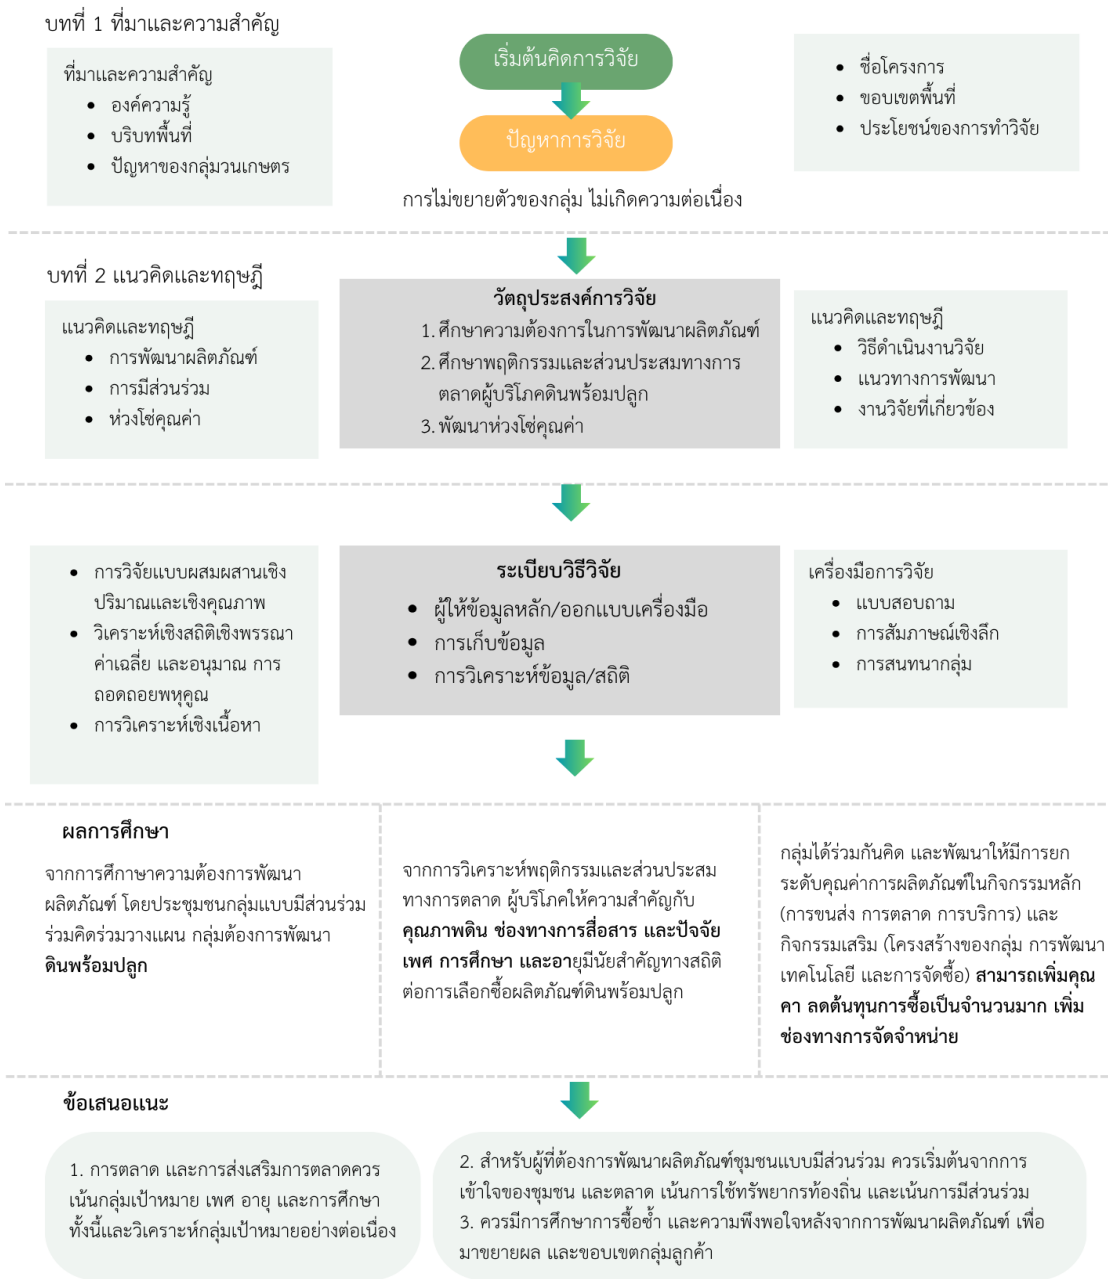 บทที่ 1 ที่มาและความสำคัญ
ที่มาและความสำคัญ
• องค์ความรู้
• บริบทพื้นที่
• ปัญหาของกลุ่มวนเกษตร
เริ่มต้นคิดการวิจัย
ปัญหาการวิจัย
การไม่ขยายตัวของกลุ่ม ไม่เกิดความต่อเนื่อง
• ชื่อโครงการ
• ขอบเขตพื้นที่
• ประโยชน์ของการทำวิจัย
บทที่ 2 แนวคิดและทฤษฎี
แนวคิดและทฤษฎี
• การพัฒนาผลิตภัณฑ์
• การมีส่วนร่วม
• ห่วงโซ่คุณค่า
วัตถุประสงค์การวิจัย
1. ศึกษาความต้องการในการพัฒนาผลิตภัณฑ์
2. ศึกษาพฤติกรรมและส่วนประสมทางการ
ตลาดผู้บริโภคดินพร้อมปลูก
3. พัฒนาห่วงโซ่คุณค่า
แนวคิดและทฤษฎี
• วิธีดำเนินงานวิจัย
• แนวทางการพัฒนา
• งานวิจัยที่เกี่ยวข้อง
• การวิจัยแบบผสมผสานเชิง
ปริมาณและเชิงคุณภาพ
• วิเคราะห์เชิงสถิติเชิงพรรณา
ค่าเฉลี่ย และอนุมาณ การ
ถอดถอยพหุคูณ
• การวิเคราะห์เชิงเนื้อหา
ระเบียบวิธีวิจัย
• ผู้ให้ข้อมูลหลัก/ออกแบบเครื่องมือ
• การเก็บข้อมูล
• การวิเคราะห์ข้อมูล/สถิติ
เครื่องมือการวิจัย
• แบบสอบถาม
• การสัมภาษณ์เชิงลึก
• การสนทนากลุ่ม
ผลการศึกษา
จากการศึกาษาความต้องการพัฒนา
ผลิตภัณฑ์ โดยประชุมชนกลุ่มแบบมีส่วนร่วม
ร่วมคิดร่วมวางแผน กลุ่มต้องการพัฒนา
ดินพร้อมปลูก
จากการวิเคราะห์พฤติกรรมและส่วนประสม
ทางการตลาด ผู้บริโภคให้ความสำคัญกับ
คุณภาพดิน ช่องทางการสื่อสาร และปัจจัย
เพศ การศึกษา และอายุมีนัยสำคัญทางสถิติ
ต่อการเลือกซื้อผลิตภัณฑ์ดินพร้อมปลูก
กลุ่มได้ร่วมกันคิด และพัฒนาให้มีการยก
ระดับคุณค่าการผลิตภัณฑ์ในกิจกรรมหลัก
(การขนส่ง การตลาด การบริการ) และ
กิจกรรมเสริม (โครงสร้างของกลุ่ม การพัฒนา
เทคโนโลยี และการจัดซื้อ) สามารถเพิ่มคุณ
คา ลดต้นทุนการซื้อเป็นจำนวนมาก เพิ่ม
ช่องทางการจัดจำหน่าย
ข้อเสนอแนะ
1. การตลาด และการส่งเสริมการตลาดควร
เน้นกลุ่มเป้าหมาย เพศ อายุ และการศึกษา
ทั้งนี้และวิเคราะห์กลุ่มเป้าหมายอย่างต่อเนื่อง
2. สำหรับผู้ที่ต้องการพัฒนาผลิตภัณฑ์ชุมชนแบบมีส่วนร่วม ควรเริ่มต้นจากการ
เข้าใจของชุมชน และตลาด เน้นการใช้ทรัพยากรท้องถิ่น และเน้นการมีส่วนร่วม
3. ควรมีการศึกษาการซื้อซ้ำ และความพึงพอใจหลังจากการพัฒนาผลิตภัณฑ์ เพื่อ
มาขยายผล และขอบเขตกลุ่มลูกค้า